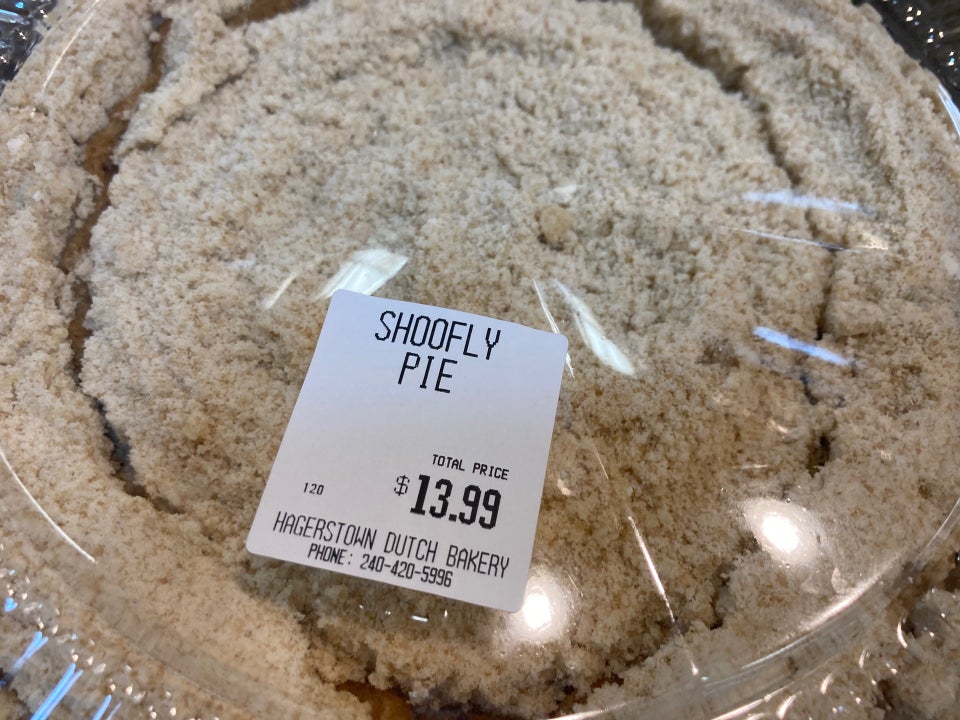 SHOOFLY
PIE
TOTAL PRICE
120
$ 13.99
HAGERSTOWN DUTCH BAKERY
PHONE: 240-420-5996